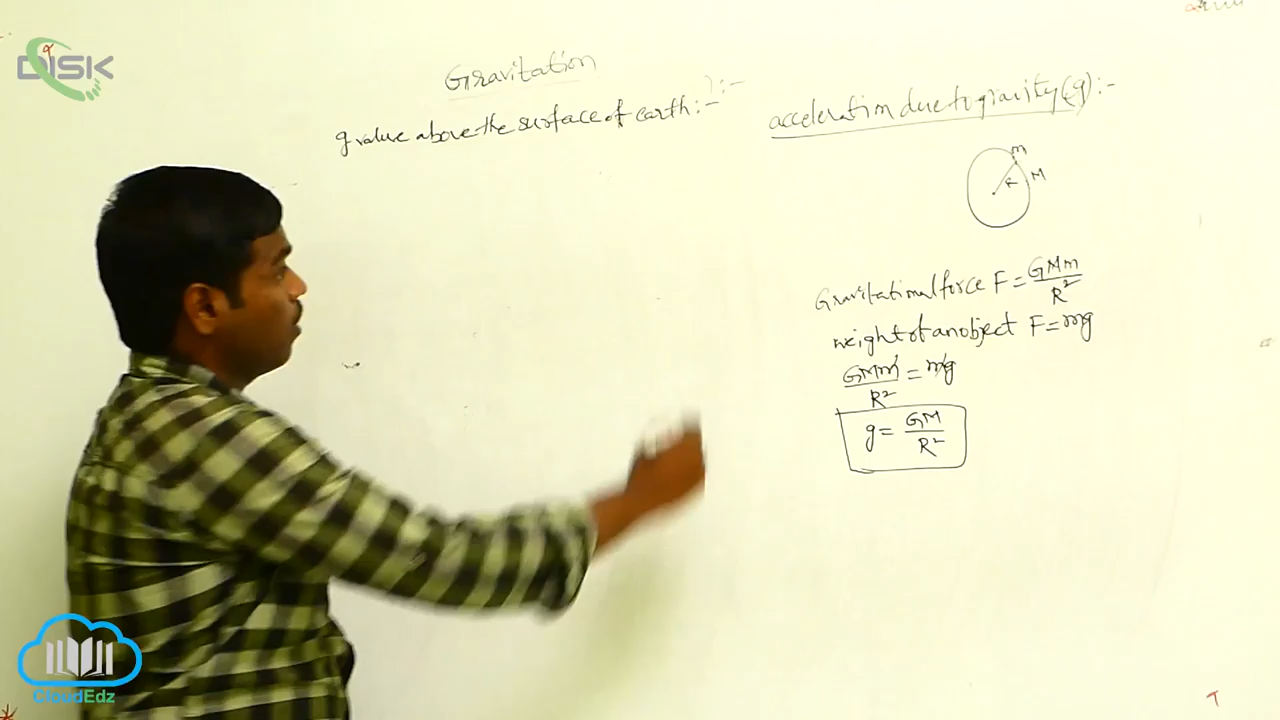 DISK
Gravitation
g value above the surface of earth:-
acceleration due to gravity (g):-
m
R M
Gravitational force F = GMm/R²
weight of an object F = mg
GMm/R² = mg
g = GM/R²
CloudEdz